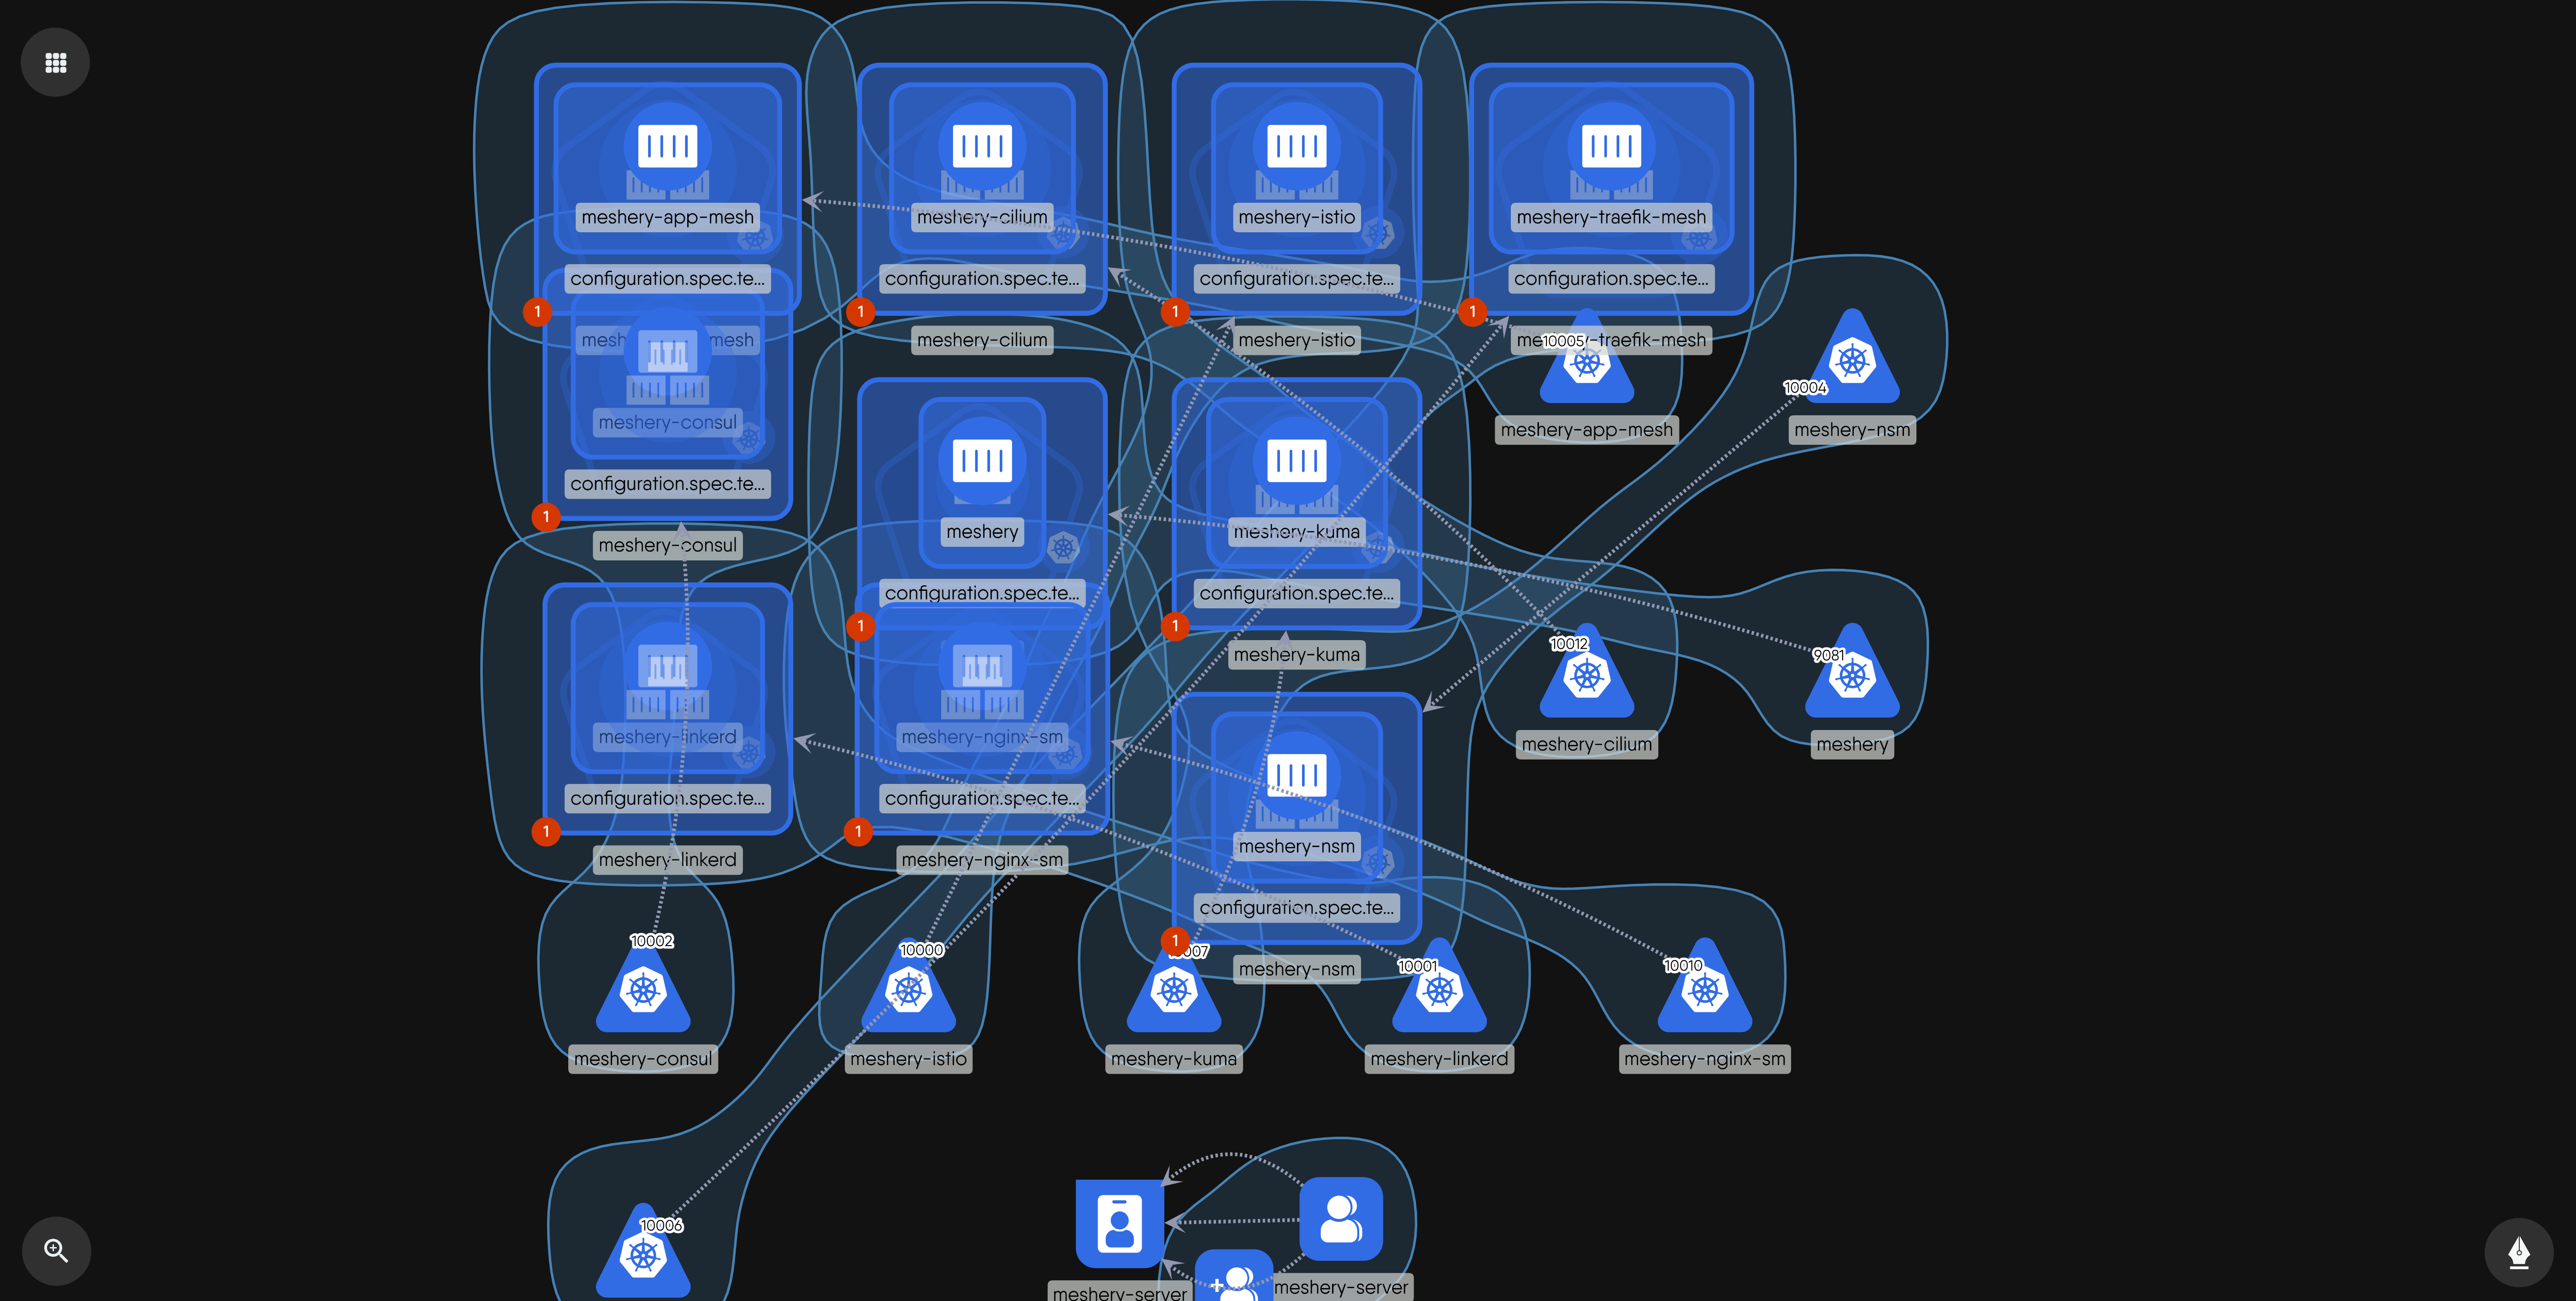 meshery-app-mesh
meshery-cilium
meshery-istio
meshery-traefik-mesh
configuration.spec.te...
configuration.spec.te...
configuration.spec.te...
configuration.spec.te...
1
1
1
1
mesh
mesh
meshery-cilium
meshery-istio
-traefik-mesh
10005
10004
meshery-consul
meshery-app-mesh
meshery-nsm
configuration.spec.te...
1
meshery-consul
meshery
meshery-kuma
configuration.spec.te...
configuration.spec.te...
1
1
meshery-kuma
10012
9081
meshery-linkerd
meshery-nginx-sm
meshery-cilium
meshery
configuration.spec.te...
configuration.spec.te...
1
1
meshery-linkerd
meshery-nginx-sm
meshery-nsm
configuration.spec.te...
1
meshery-nsm
10002
10000
007
10001
10010
meshery-consul
meshery-istio
meshery-kuma
meshery-linkerd
meshery-nginx-sm
10006
meshery-server
meshery-server